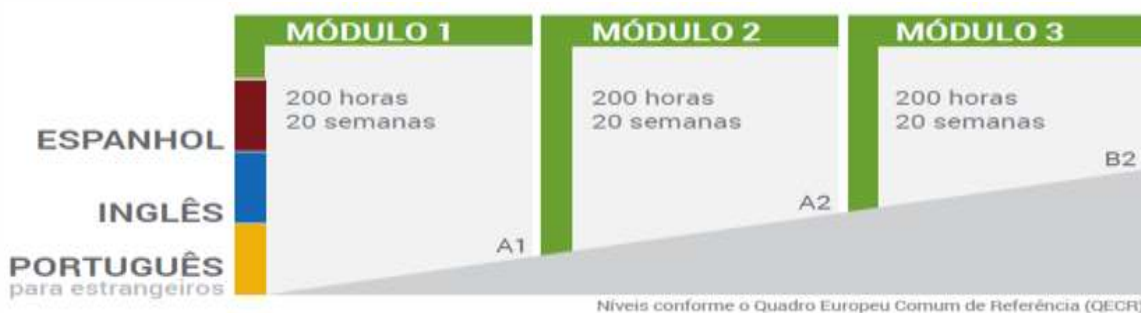 MÓDULO 1
MÓDULO 2
MÓDULO 3
200 horas
20 semanas
200 horas
20 semanas
200 horas
20 semanas
ESPANHOL
INGLÊS
PORTUGUÊS
para estrangeiros
A1
A2
B2
Níveis conforme o Quadro Europeu Comum de Referência (QECR)